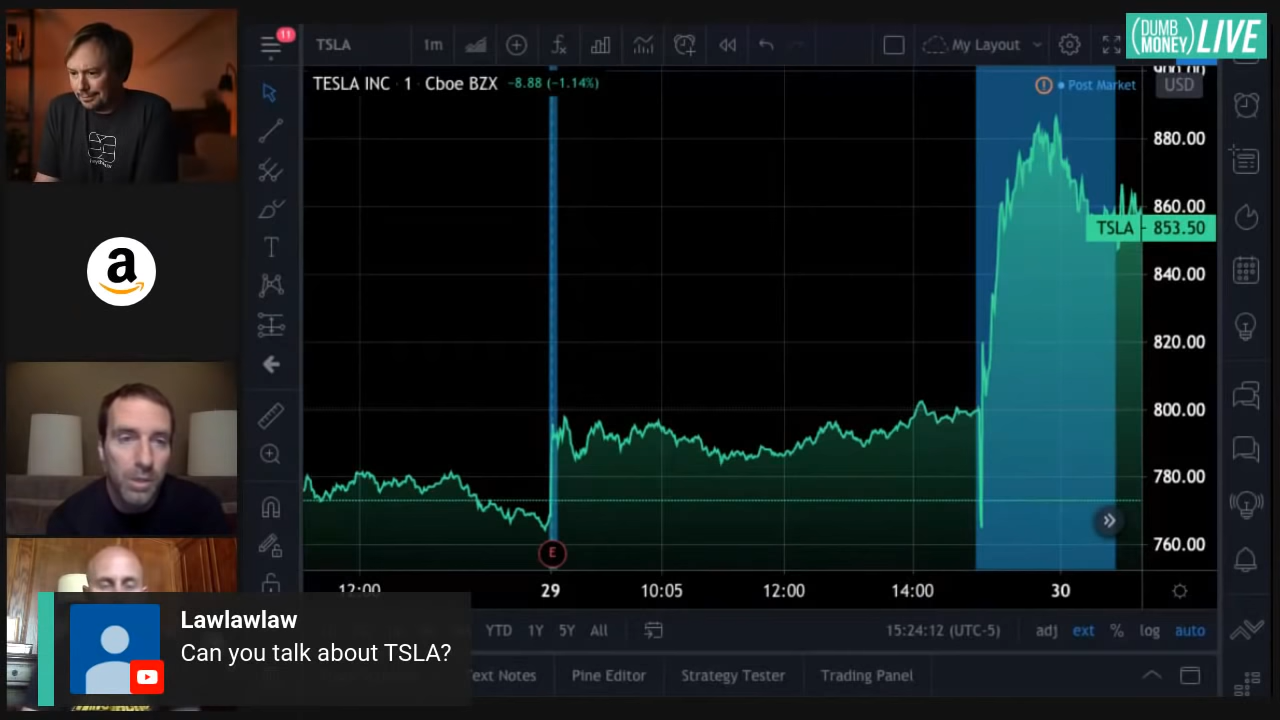 (DUMB MONEY) LIVE
11
TSLA 1m fx My Layout
TESLA INC · 1 · Cboe BZX −8.88 (−1.14%)
Post Market
USD
880.00
860.00
TSLA 853.50
840.00
820.00
800.00
780.00
760.00
E
12:00 29 10:05 12:00 14:00 30
YTD 1Y 5Y All 15:24:12 (UTC-5) adj ext % log auto
ext Notes Pine Editor Strategy Tester Trading Panel
a
T
Lawlawlaw
Can you talk about TSLA?